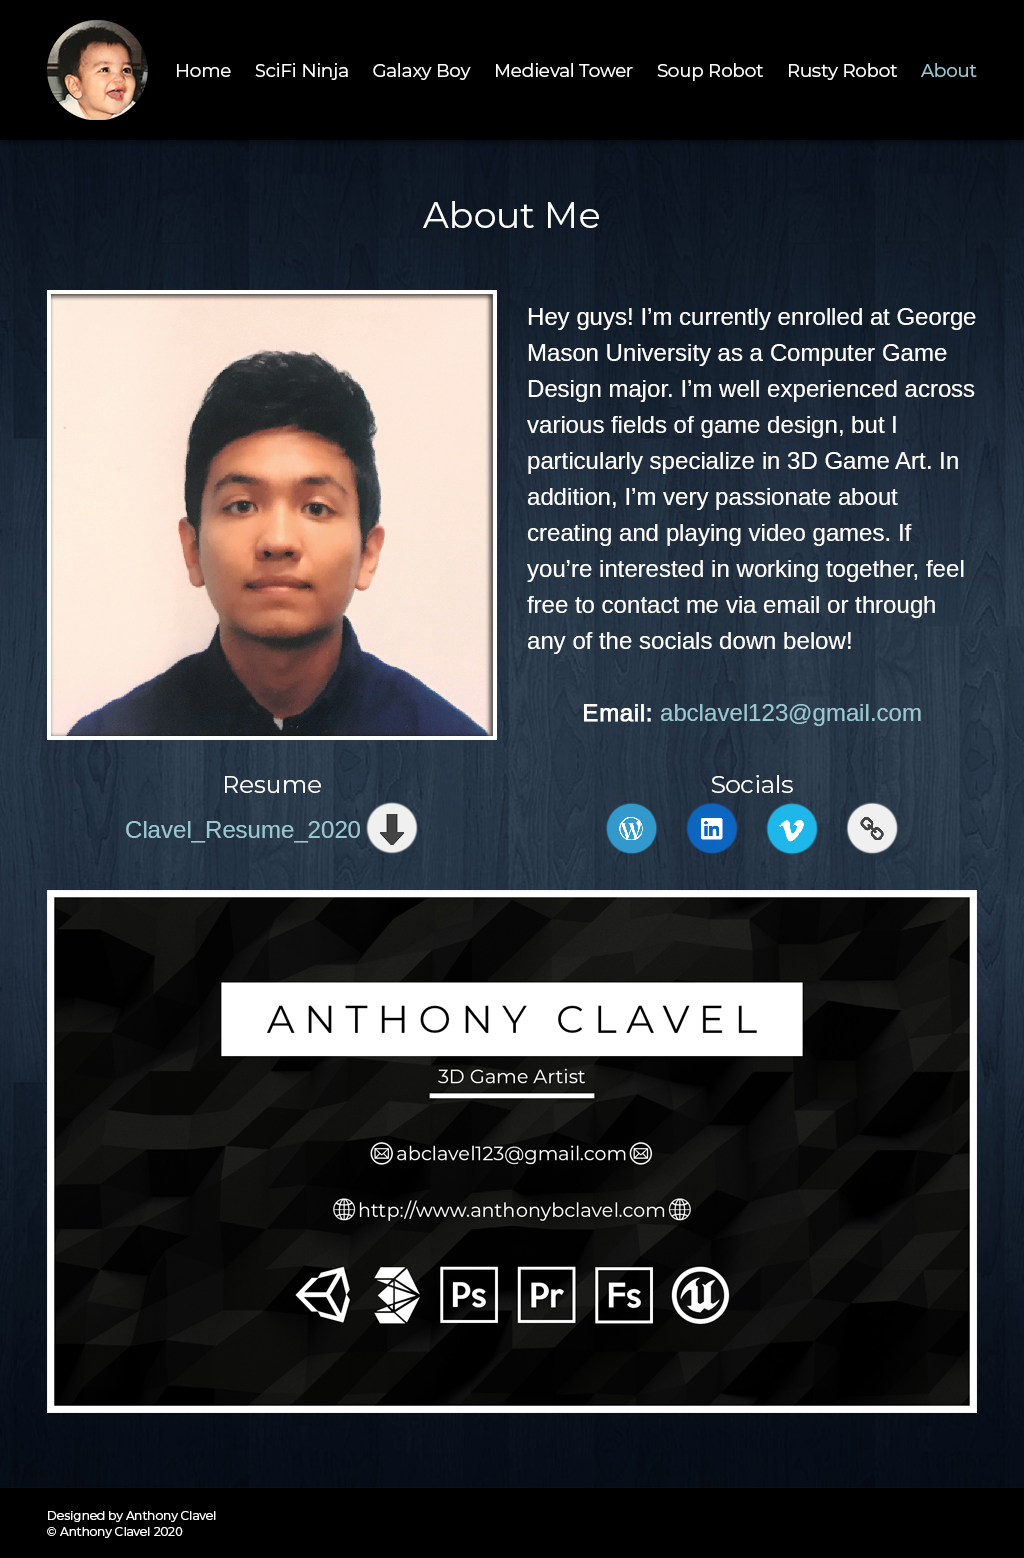 Home SciFi Ninja Galaxy Boy Medieval Tower Soup Robot Rusty Robot About
About Me
Hey guys! I’m currently enrolled at George
Mason University as a Computer Game
Design major. I’m well experienced across
various fields of game design, but I
particularly specialize in 3D Game Art. In
addition, I’m very passionate about
creating and playing video games. If
you’re interested in working together, feel
free to contact me via email or through
any of the socials down below!
Email: abclavel123@gmail.com
Resume
Clavel_Resume_2020
Socials
ANTHONY CLAVEL
3D Game Artist
abclavel123@gmail.com
http://www.anthonybclavel.com
Ps Pr Fs
Designed by Anthony Clavel
© Anthony Clavel 2020